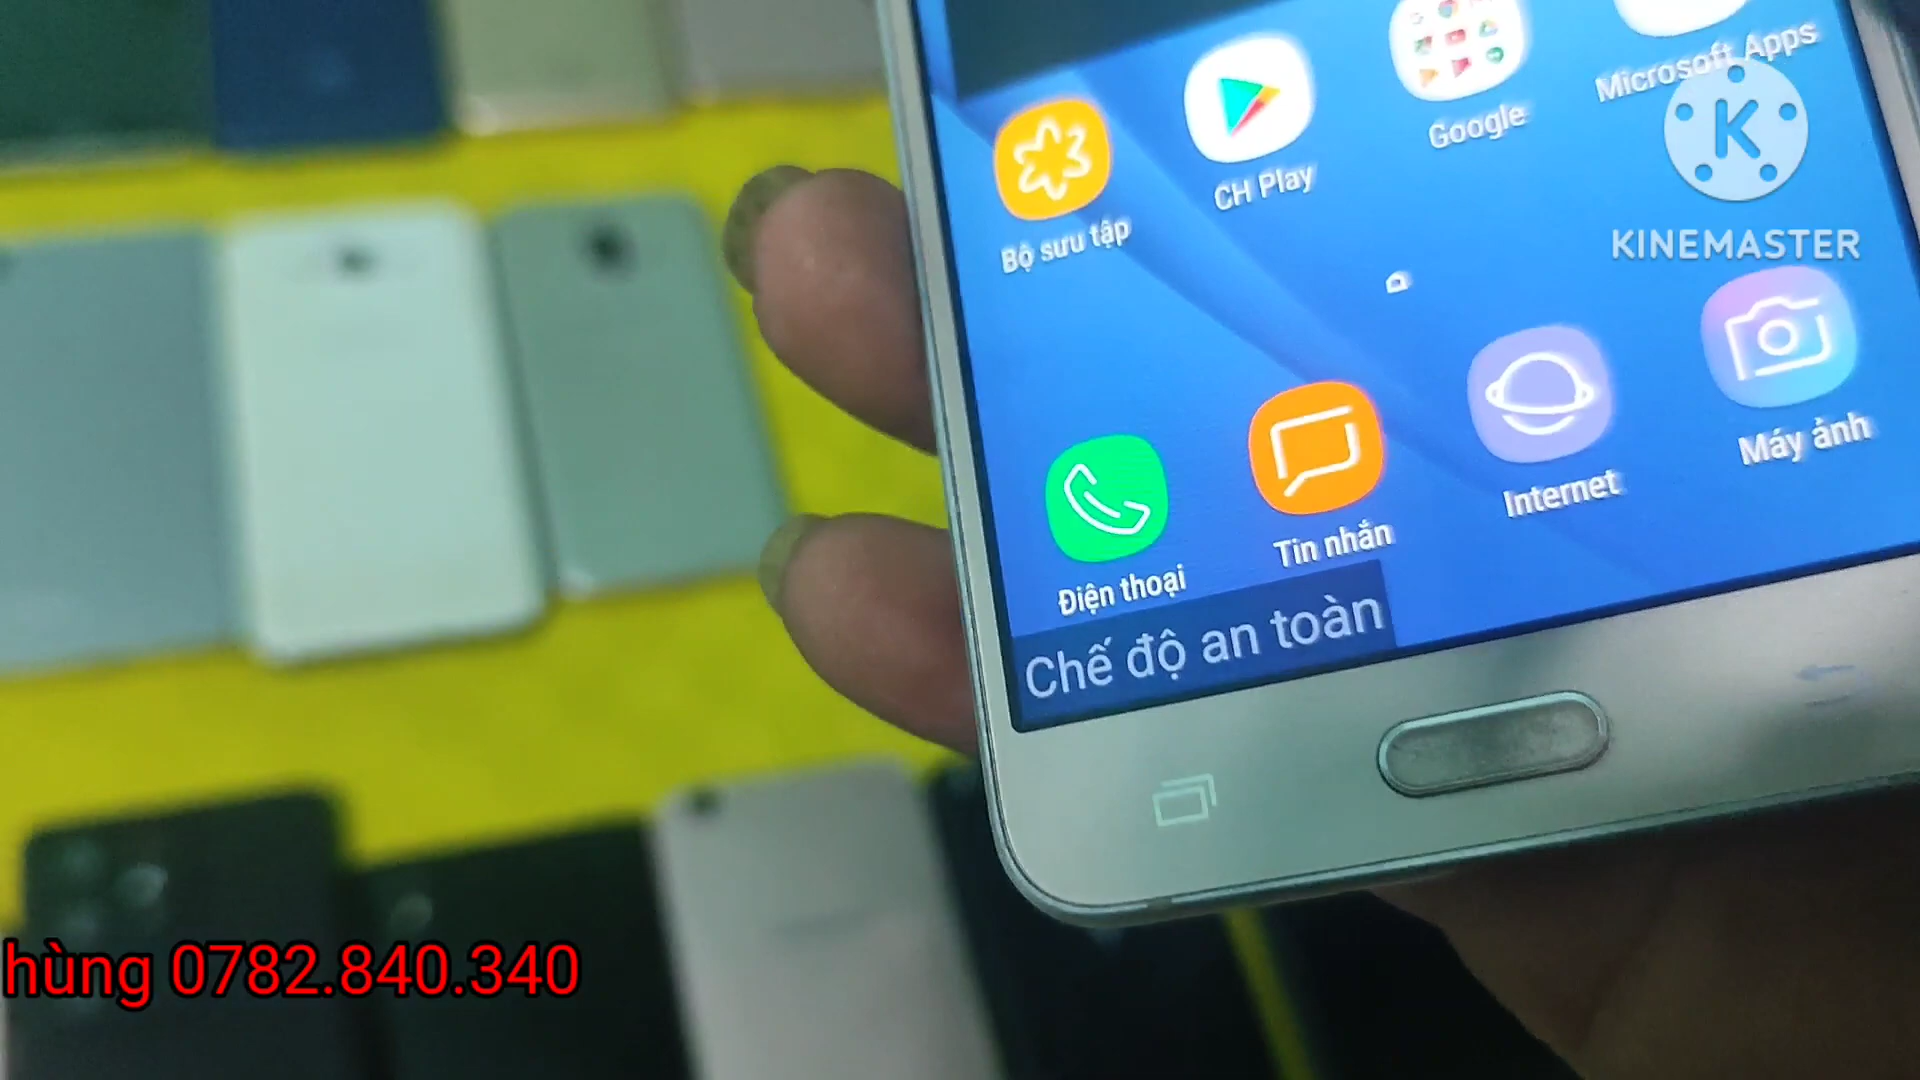 Microsoft Apps
Google
CH Play
Bộ sưu tập
K
KINEMASTER
Máy ảnh
Internet
Tin nhắn
Điện thoại
Chế độ an toàn
hùng 0782.840.340